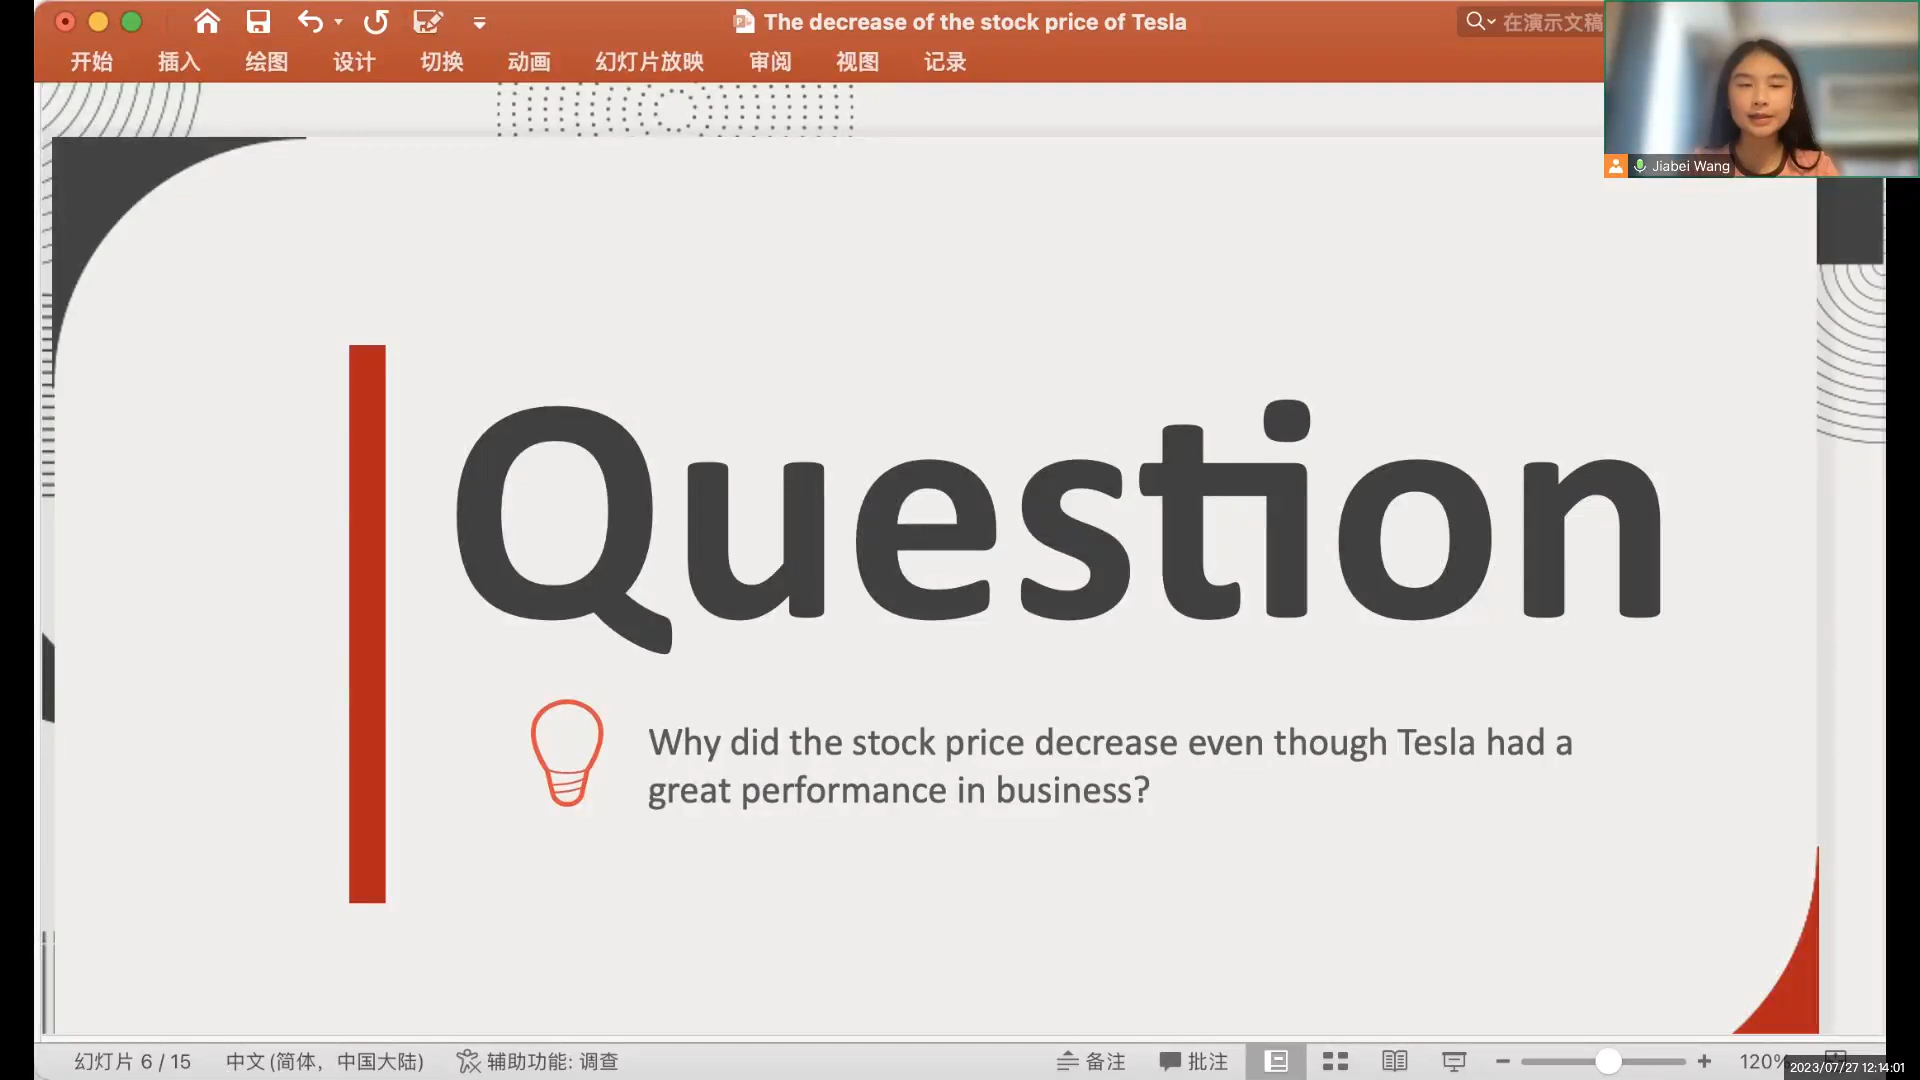 The decrease of the stock price of Tesla
在演示文稿
开始 插入 绘图 设计 切换 动画 幻灯片放映 审阅 视图 记录
Jiabei Wang
Question
Why did the stock price decrease even though Tesla had a
great performance in business?
幻灯片 6 / 15 中文 (简体，中国大陆) 辅助功能: 调查 备注 批注 120%
2023/07/27 12:14:01